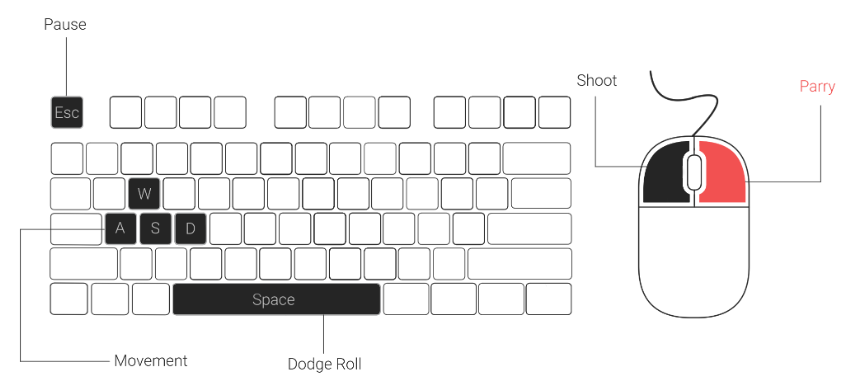 Pause
Shoot
Parry
Esc
W
A S D
Space
Movement
Dodge Roll